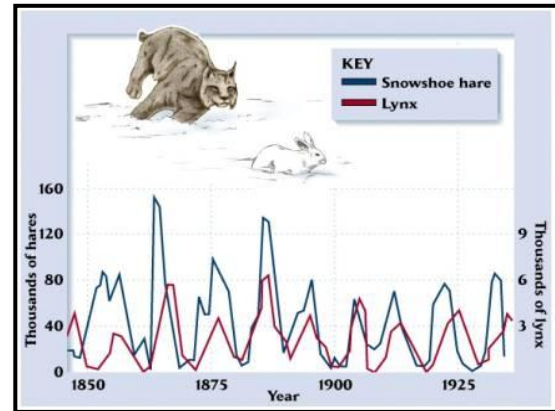 KEY
Snowshoe hare
Lynx
Thousands of hares
160
120
80
40
0
Thousands of lynx
9
6
3
1850
1875
1900
1925
Year